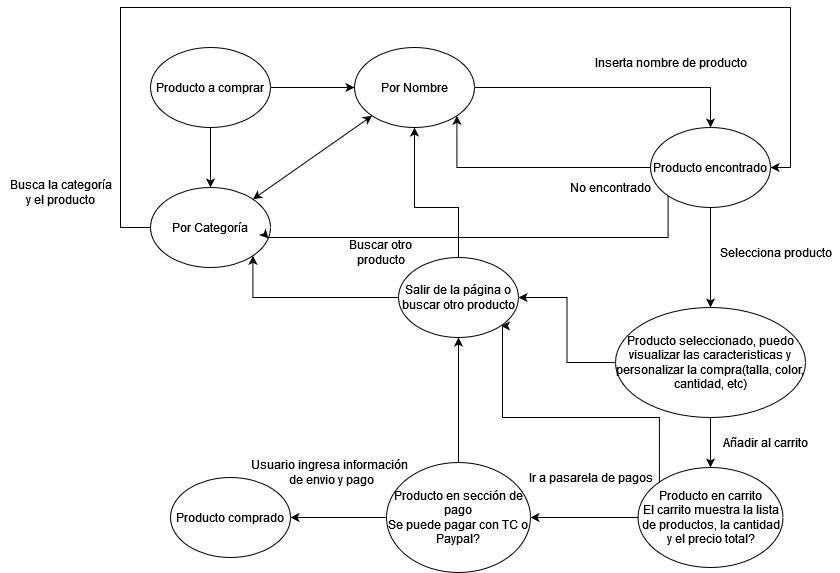 Inserta nombre de producto
Producto a comprar
Por Nombre
Producto encontrado
No encontrado
Busca la categoría
y el producto
Por Categoría
Buscar otro
producto
Selecciona producto
Salir de la página o
buscar otro producto
Producto seleccionado, puedo
visualizar las caracteristicas y
personalizar la compra(talla, color,
cantidad, etc)
Añadir al carrito
Usuario ingresa información
de envio y pago
Ir a pasarela de pagos
Producto comprado
Producto en sección de
pago
Se puede pagar con TC o
Paypal?
Producto en carrito
El carrito muestra la lista
de productos, la cantidad
y el precio total?